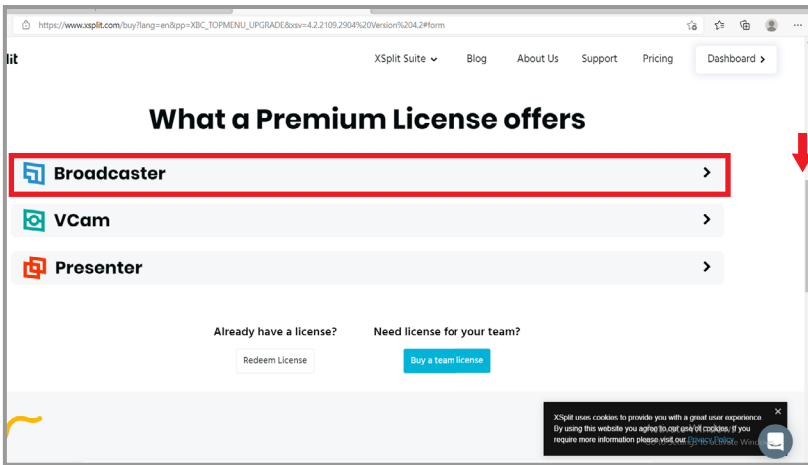 https://www.xsplit.com/buy?lang=en&pp=XBC_TOPMENU_UPGRADE&xsv=4.2.2109.2904%20Version%204.2#form
lit XSplit Suite Blog About Us Support Pricing Dashboard
What a Premium License offers
Broadcaster
VCam
Presenter
Already have a license? Need license for your team?
Redeem License Buy a team license
XSplit uses cookies to provide you with a great user experience
By using this website you agree to our use of cookies. If you
require more information please visit our Privacy Policy